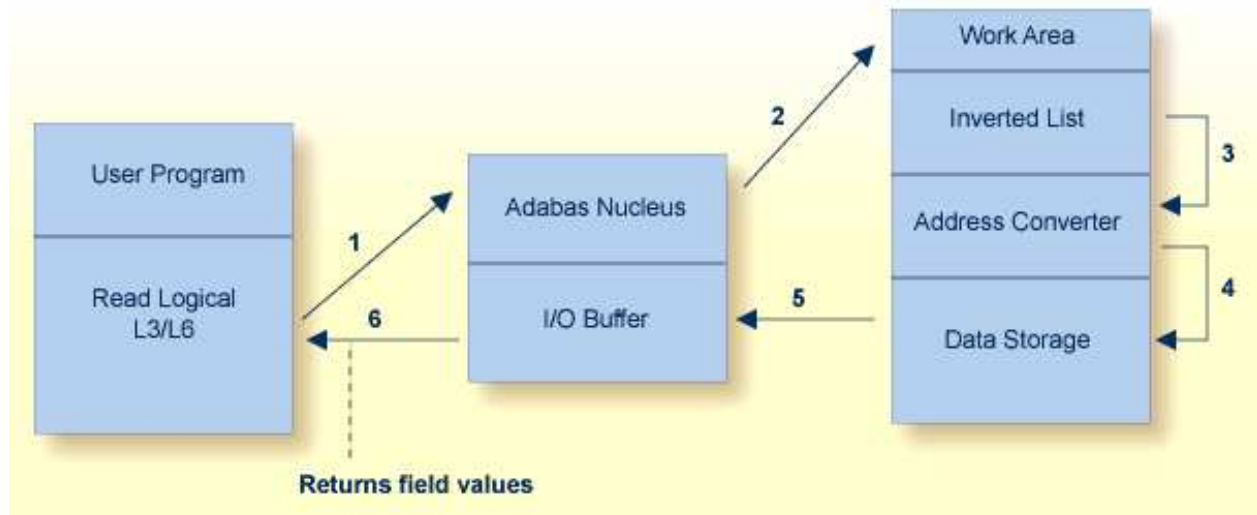 User Program
Read Logical
L3/L6
1
6
Returns field values
Adabas Nucleus
I/O Buffer
2
5
Work Area
Inverted List
Address Converter
Data Storage
3
4